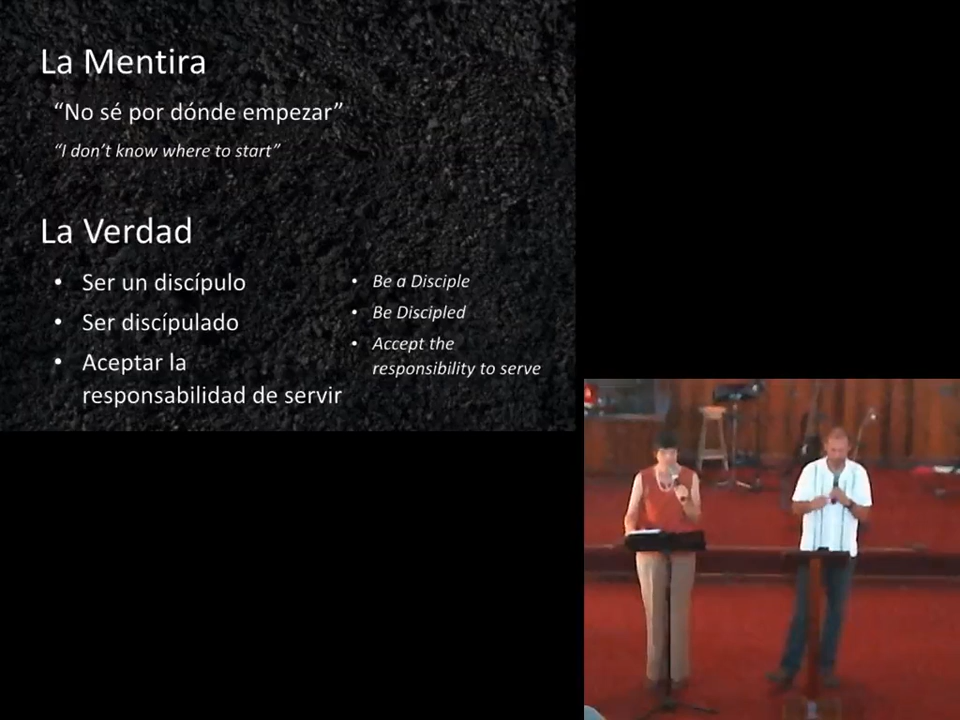 La Mentira
“No sé por dónde empezar”
“I don’t know where to start”
La Verdad
• Ser un discípulo
• Ser discípulado
• Aceptar la
responsabilidad de servir
• Be a Disciple
• Be Discipled
• Accept the
responsibility to serve